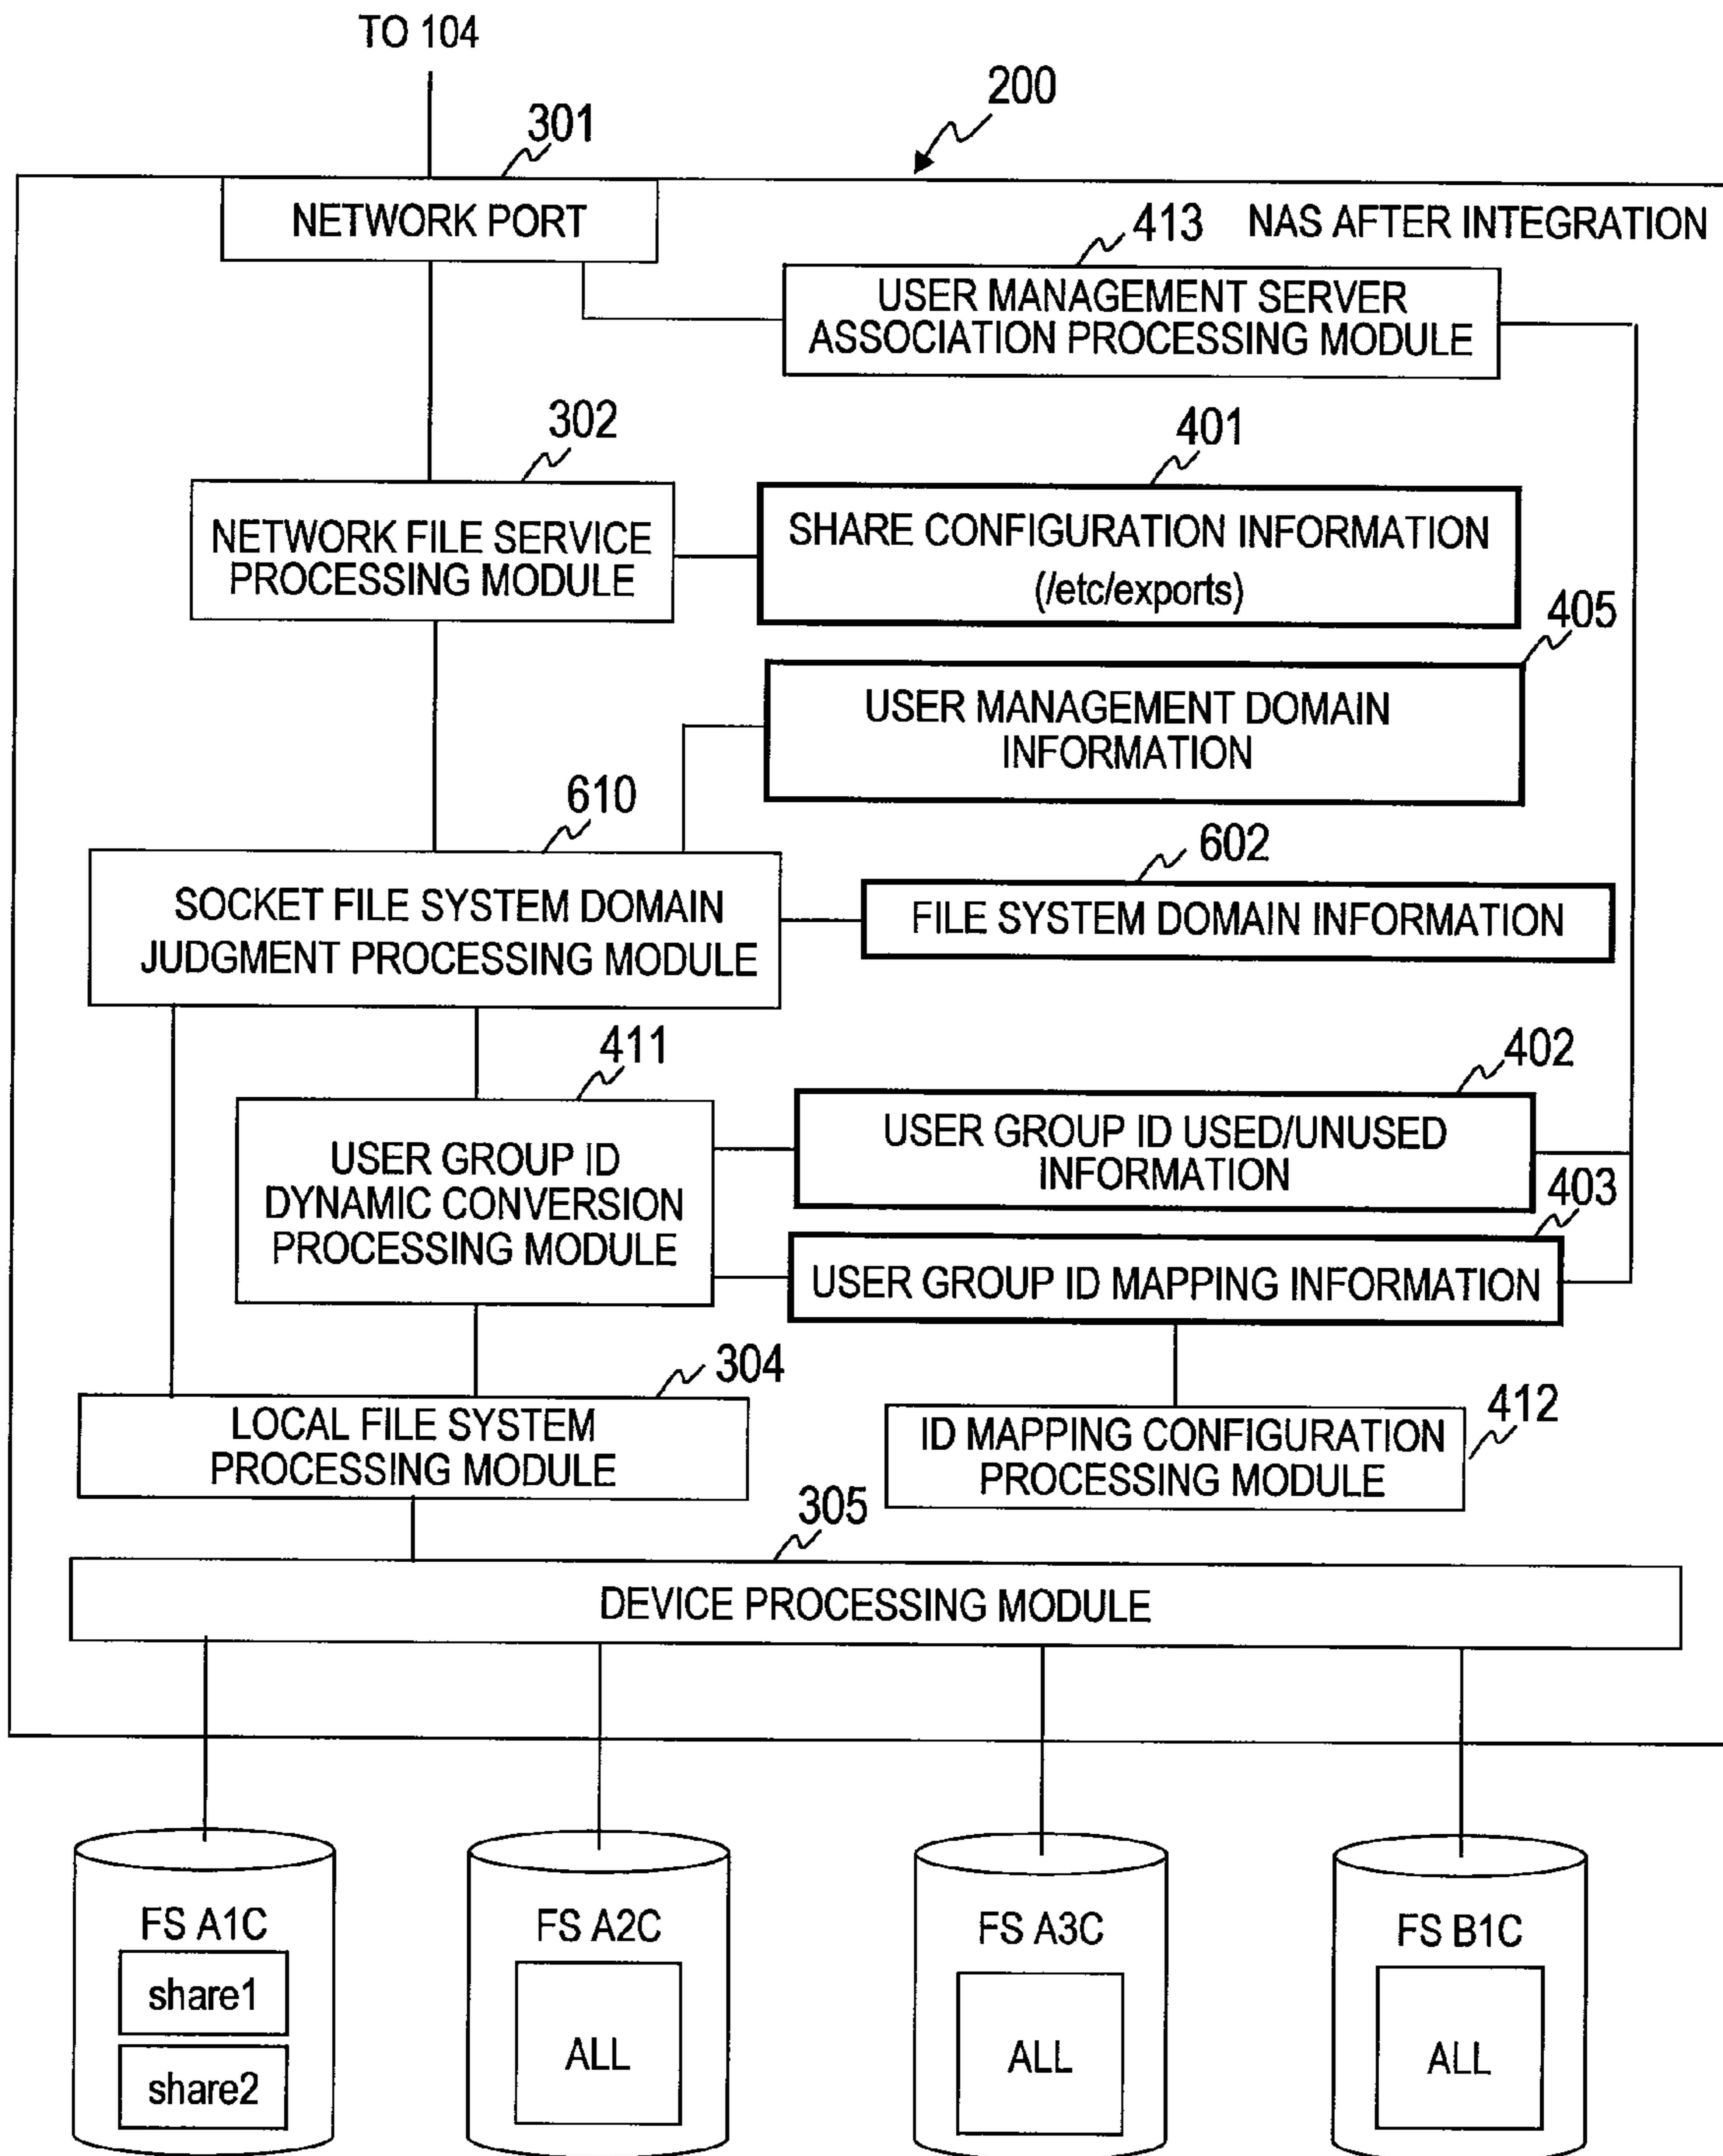 TO 104
200
301
NETWORK PORT
NAS AFTER INTEGRATION
413
USER MANAGEMENT SERVER
ASSOCIATION PROCESSING MODULE
302
401
NETWORK FILE SERVICE
PROCESSING MODULE
SHARE CONFIGURATION INFORMATION
(/etc/exports)
405
USER MANAGEMENT DOMAIN
INFORMATION
610
602
SOCKET FILE SYSTEM DOMAIN
JUDGMENT PROCESSING MODULE
FILE SYSTEM DOMAIN INFORMATION
411
402
USER GROUP ID
DYNAMIC CONVERSION
PROCESSING MODULE
USER GROUP ID USED/UNUSED
INFORMATION
403
USER GROUP ID MAPPING INFORMATION
304
LOCAL FILE SYSTEM
PROCESSING MODULE
412
ID MAPPING CONFIGURATION
PROCESSING MODULE
305
DEVICE PROCESSING MODULE
FS A1C
share1
share2
FS A2C
ALL
FS A3C
ALL
FS B1C
ALL